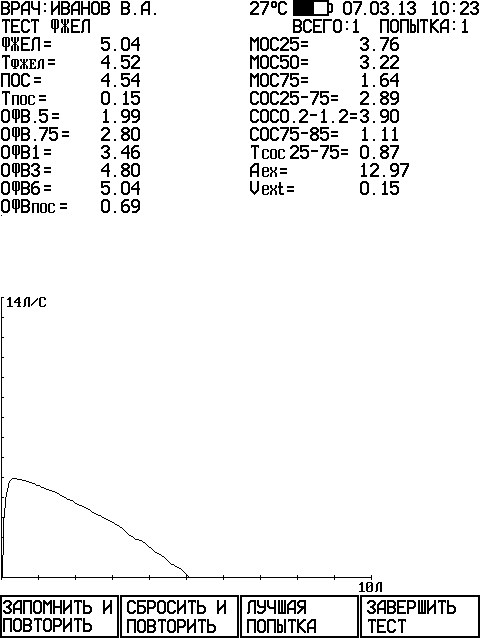 ВРАЧ:ИВАНОВ В.А. 27°C 07.03.13 10:23
ТЕСТ ФЖЕЛ ВСЕГО:1 ПОПЫТКА:1
ФЖЕЛ= 5.04 МОС25= 3.76
Тфжел= 4.52 МОС50= 3.22
ПОС= 4.54 МОС75= 1.64
Тпос= 0.15 СОС25-75= 2.89
ОФВ.5= 1.99 СОС0.2-1.2=3.90
ОФВ.75= 2.80 СОС75-85= 1.11
ОФВ1= 3.46 Тсос25-75= 0.87
ОФВ3= 4.80 Aex= 12.97
ОФВ6= 5.04 Vext= 0.15
ОФВпос= 0.69
14Л/С
10Л
ЗАПОМНИТЬ И ПОВТОРИТЬ
СБРОСИТЬ И ПОВТОРИТЬ
ЛУЧШАЯ ПОПЫТКА
ЗАВЕРШИТЬ ТЕСТ